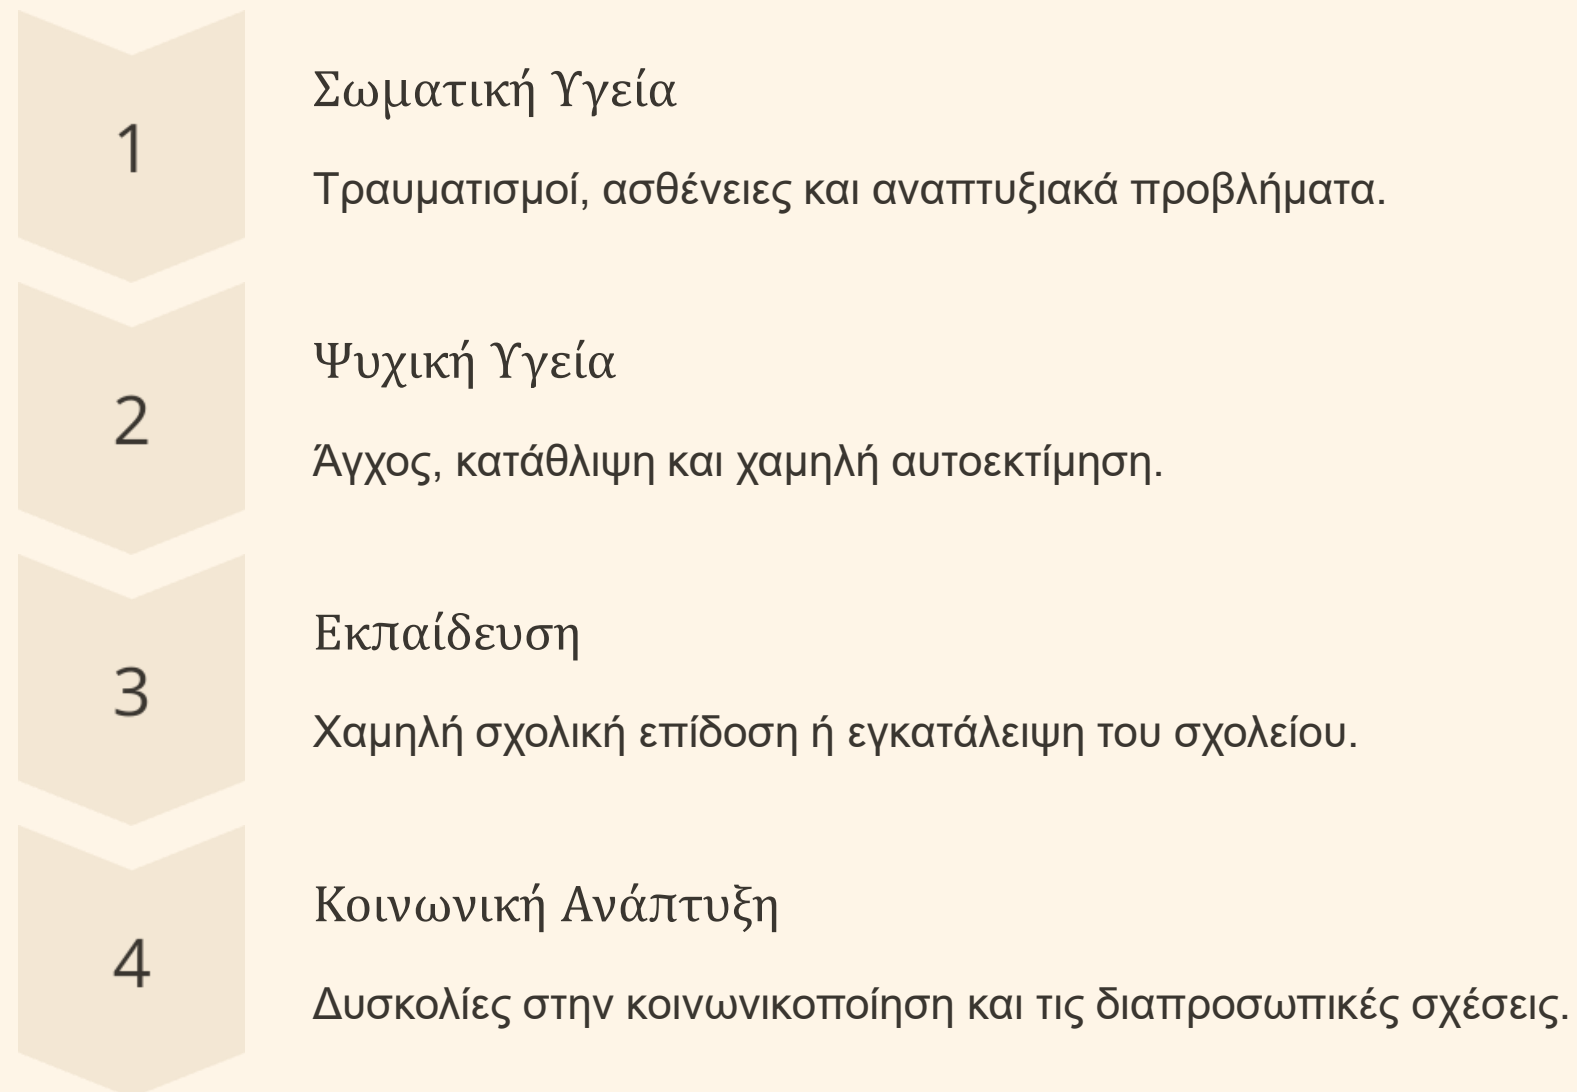 1
Σωματική Υγεία
Τραυματισμοί, ασθένειες και αναπτυξιακά προβλήματα.
2
Ψυχική Υγεία
Άγχος, κατάθλιψη και χαμηλή αυτοεκτίμηση.
3
Εκπαίδευση
Χαμηλή σχολική επίδοση ή εγκατάλειψη του σχολείου.
4
Κοινωνική Ανάπτυξη
Δυσκολίες στην κοινωνικοποίηση και τις διαπροσωπικές σχέσεις.